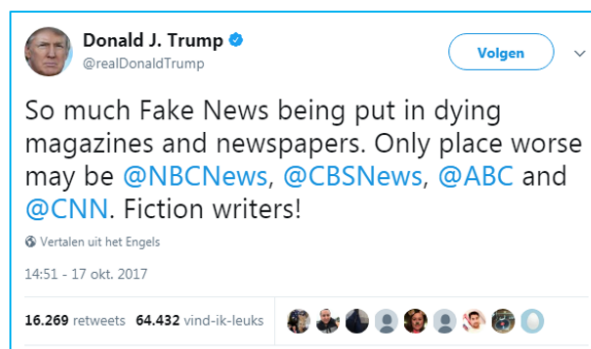 Donald J. Trump
@realDonaldTrump
Volgen
So much Fake News being put in dying
magazines and newspapers. Only place worse
may be @NBCNews, @CBSNews, @ABC and
@CNN. Fiction writers!
Vertalen uit het Engels
14:51 - 17 okt. 2017
16.269 retweets 64.432 vind-ik-leuks